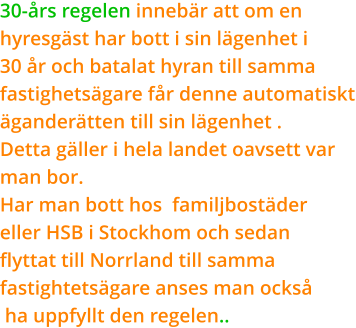 30-års regelen innebär att om en
hyresgäst har bott i sin lägenhet i
30 år och batalat hyran till samma
fastighetsägare får denne automatiskt
äganderätten till sin lägenhet .
Detta gäller i hela landet oavsett var
man bor.
Har man bott hos  familjbostäder
eller HSB i Stockhom och sedan
flyttat till Norrland till samma
fastightetsägare anses man också
ha uppfyllt den regelen..